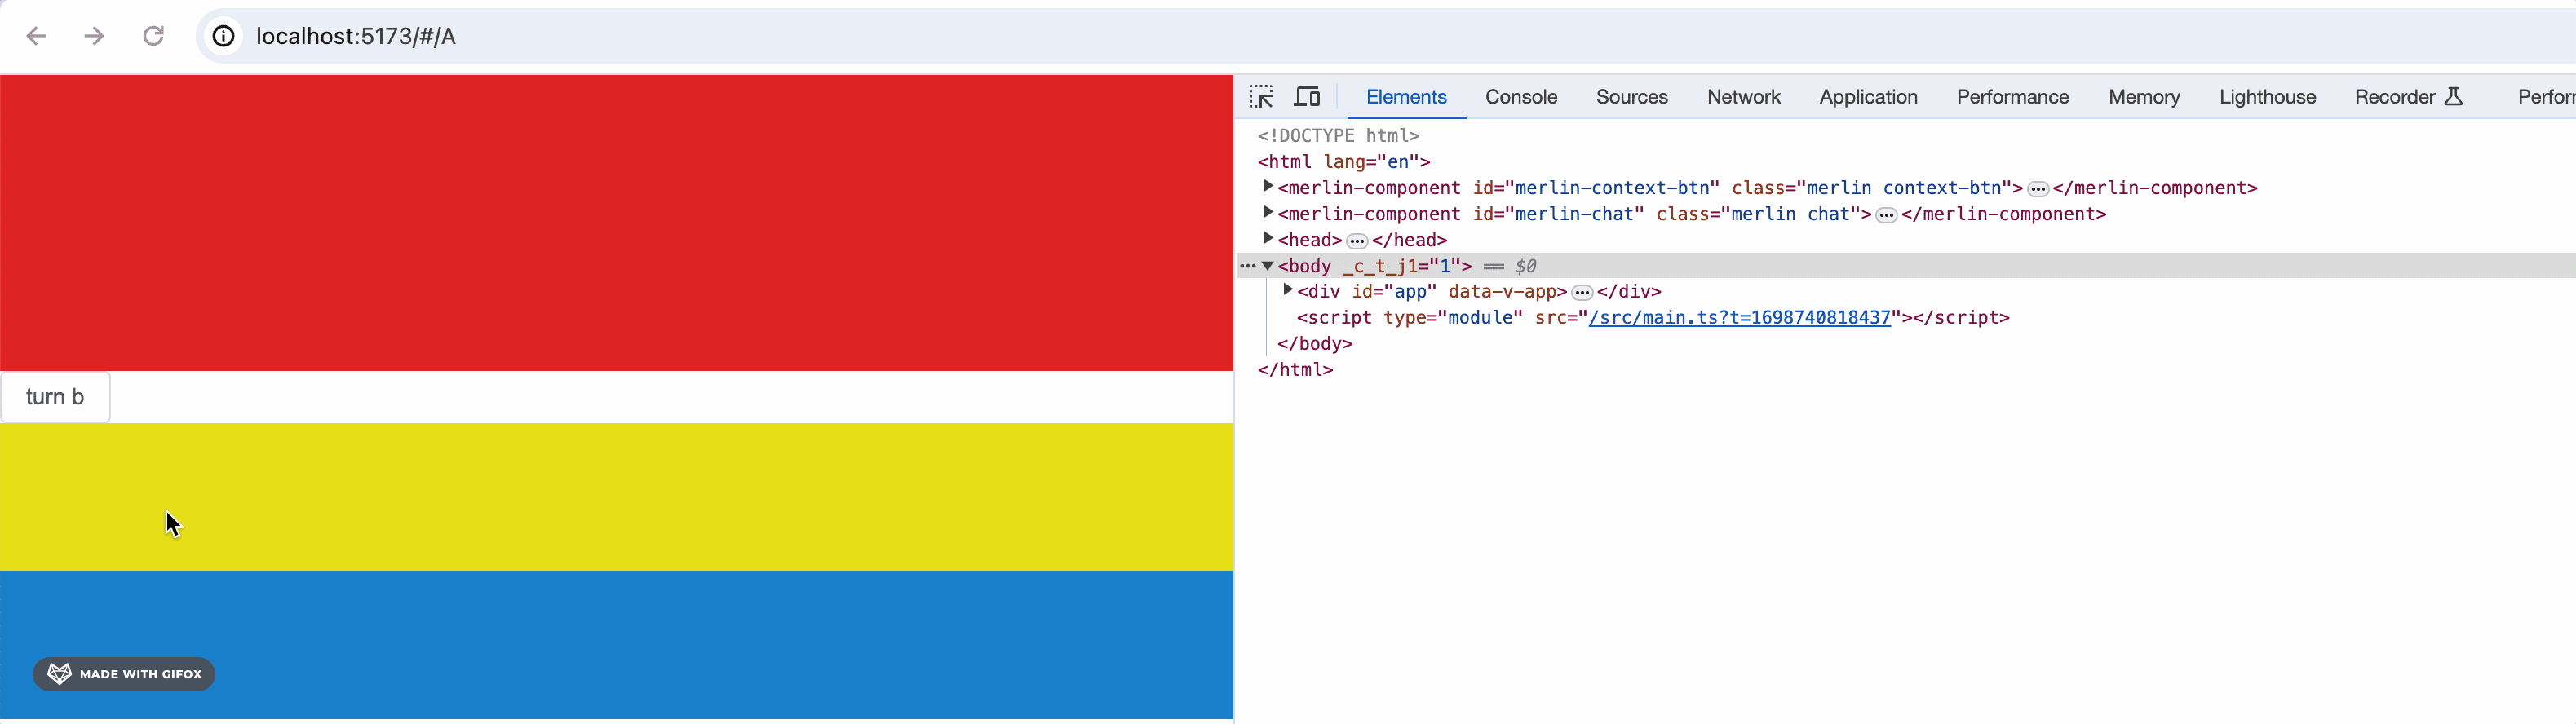 localhost:5173/#/A
Elements Console Sources Network Application Performance Memory Lighthouse Recorder Perforr
<!DOCTYPE html>
<html lang="en">
<merlin-component id="merlin-context-btn" class="merlin context-btn">…</merlin-component>
<merlin-component id="merlin-chat" class="merlin chat">…</merlin-component>
<head>…</head>
… <body _c_t_j1="1"> == $0
<div id="app" data-v-app>…</div>
<script type="module" src="/src/main.ts?t=1698740818437"></script>
</body>
</html>
turn b
MADE WITH GIFOX